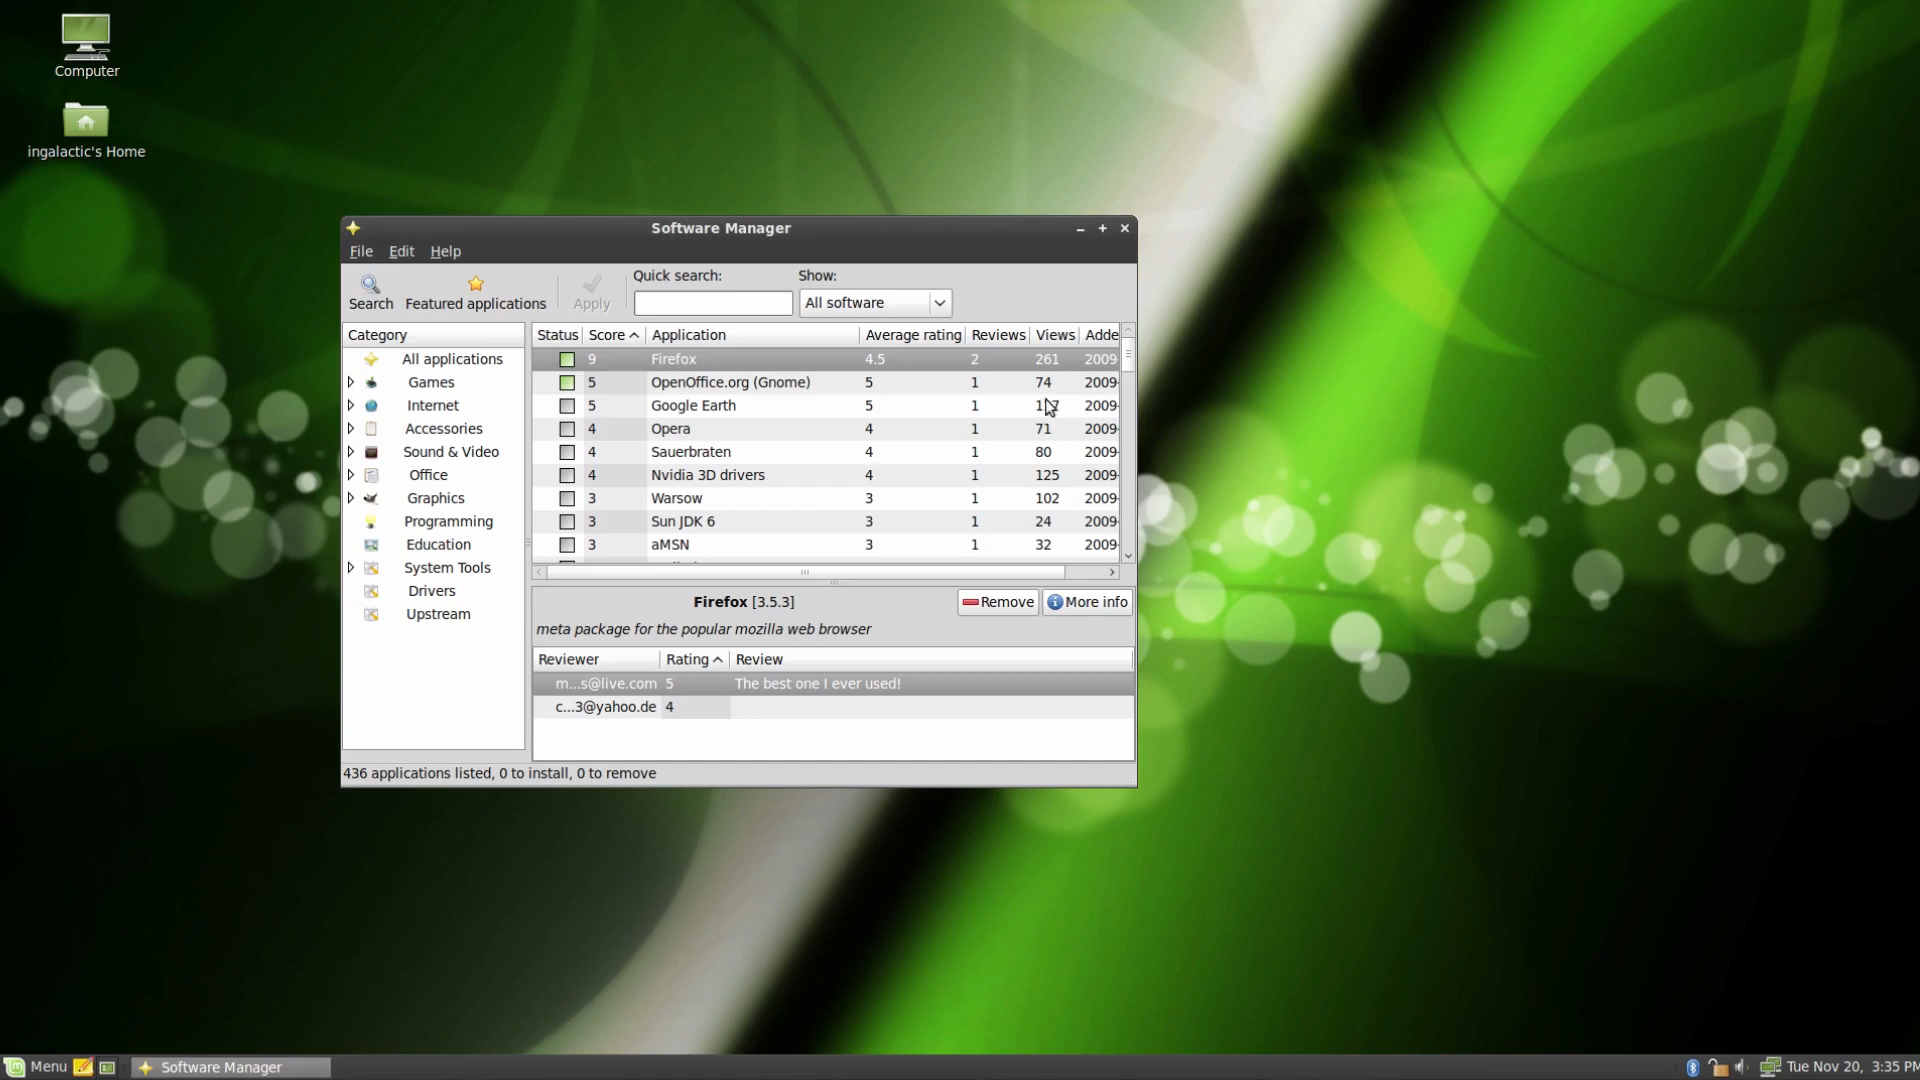 Computer
ingalactic's Home
Software Manager
File Edit Help
Search Featured applications Apply Quick search: Show: All software
Category
All applications
Games
Internet
Accessories
Sound & Video
Office
Graphics
Programming
Education
System Tools
Drivers
Upstream
Status Score Application Average rating Reviews Views Adde
9 Firefox 4.5 2 261 2009-
5 OpenOffice.org (Gnome) 5 1 74 2009-
5 Google Earth 5 1 2009-
4 Opera 4 1 71 2009-
4 Sauerbraten 4 1 80 2009-
4 Nvidia 3D drivers 4 1 125 2009-
3 Warsow 3 1 102 2009-
3 Sun JDK 6 3 1 24 2009-
3 aMSN 3 1 32 2009-
Firefox [3.5.3] Remove More info
meta package for the popular mozilla web browser
Reviewer Rating Review
m...s@live.com 5 The best one I ever used!
c...3@yahoo.de 4
436 applications listed, 0 to install, 0 to remove
Menu Software Manager Tue Nov 20, 3:35 PM